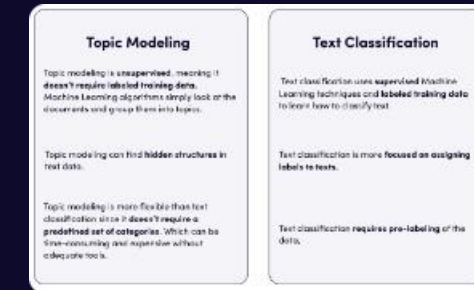 Topic Modeling
Topic modeling is unsupervised, meaning it
doesn't require labeled training data.
Machine Learning algorithms simply look at the
documents and group them into topics.
Topic modeling can find hidden structures in
text data.
Topic modeling is more flexible than text
classification since it doesn't require a
predefined set of categories. Which can be
time-consuming and expensive without
adequate tools.
Text Classification
Text classification uses supervised Machine
Learning techniques and labeled training data
to learn how to classify text.
Text classification is more focused on assigning
labels to texts.
Text classification requires pre-labeling of the
data.